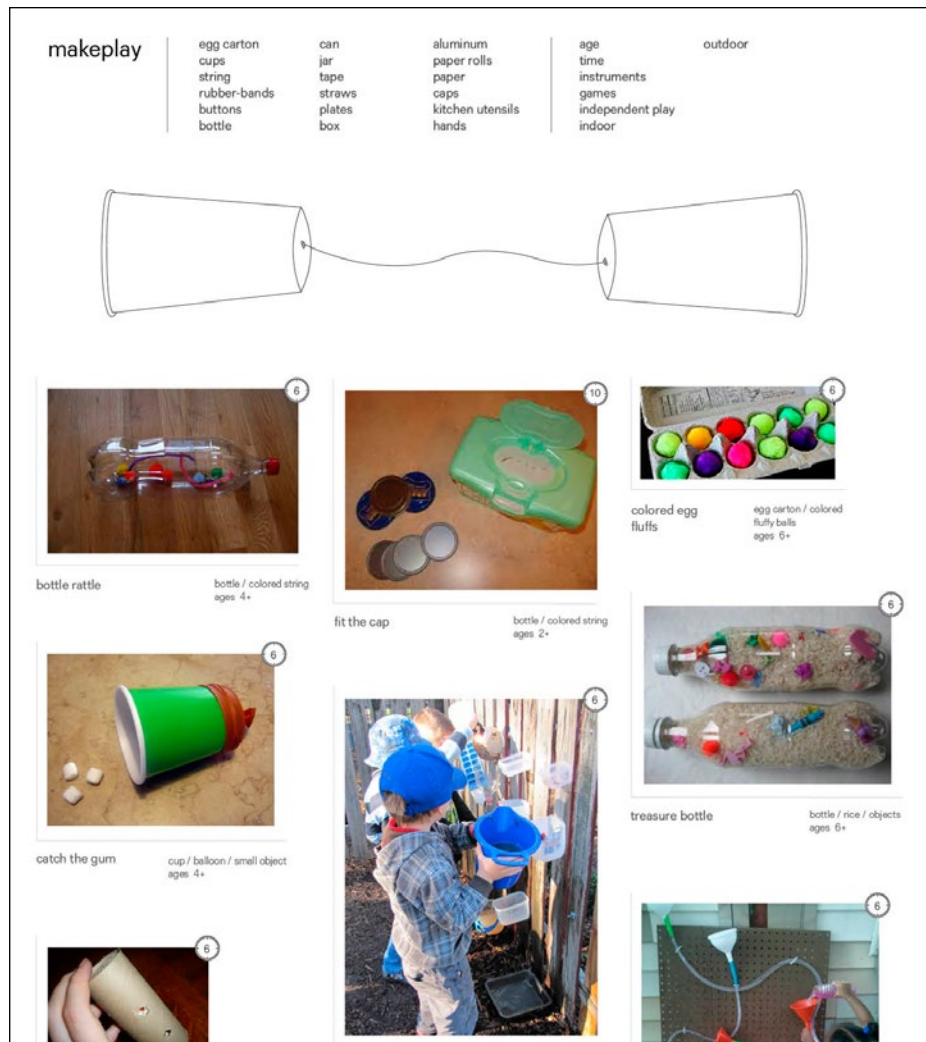 makeplay
egg carton
cups
string
rubber-bands
buttons
bottle
can
jar
tape
straws
plates
box
aluminum
paper rolls
paper
caps
kitchen utensils
hands
age
time
instruments
games
independent play
indoor
outdoor
6
bottle rattle
bottle / colored string
ages 4+
10
fit the cap
bottle / colored string
ages 2+
6
colored egg
fluffs
egg carton / colored
fluffy balls
ages 6+
6
catch the gum
cup / balloon / small object
ages 4+
6
6
treasure bottle
bottle / rice / objects
ages 6+
6
6